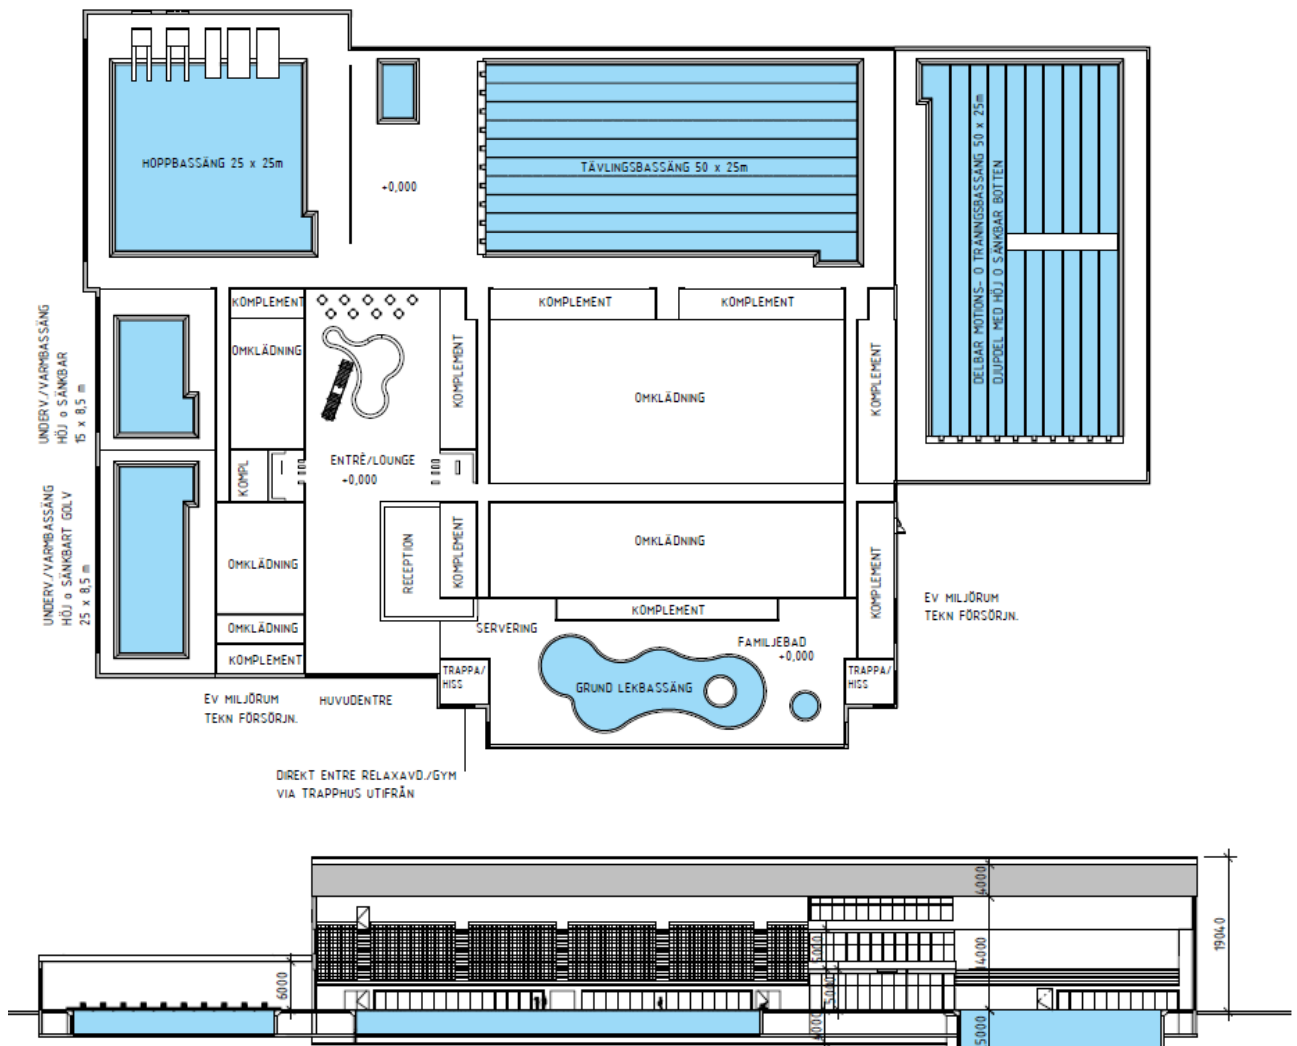 HOPPBASSÄNG 25 x 25m
+0,000
TÄVLINGSBASSÄNG 50 x 25m
DELBAR MOTIONS- O TRÄNINGSBASSÄNG 50 x 25m
DJUPDEL MED HÖJ O SÄNKBAR BOTTEN
UNDERV./VARMBASSÄNG
HÖJ o SÄNKBAR
15 x 8,5 m
KOMPLEMENT
OMKLÄDNING
KOMPLEMENT
KOMPLEMENT
KOMPLEMENT
OMKLÄDNING
KOMPLEMENT
KOMPL
ENTRÉ/LOUNGE
+0,000
UNDERV./VARMBASSÄNG
HÖJ o SÄNKBART GOLV
25 x 8,5 m
OMKLÄDNING
RECEPTION
KOMPLEMENT
OMKLÄDNING
KOMPLEMENT
OMKLÄDNING
KOMPLEMENT
SERVERING
KOMPLEMENT
FAMILJEBAD
+0,000
TRAPPA/
HISS
GRUND LEKBASSÄNG
TRAPPA/
HISS
EV MILJÖRUM
TEKN FÖRSÖRJN.
EV MILJÖRUM
TEKN FÖRSÖRJN.
HUVUDENTRE
DIREKT ENTRE RELAXAVD./GYM
VIA TRAPPHUS UTIFRÅN
4000
19040
5000
14000
6000
5000
4000
5000